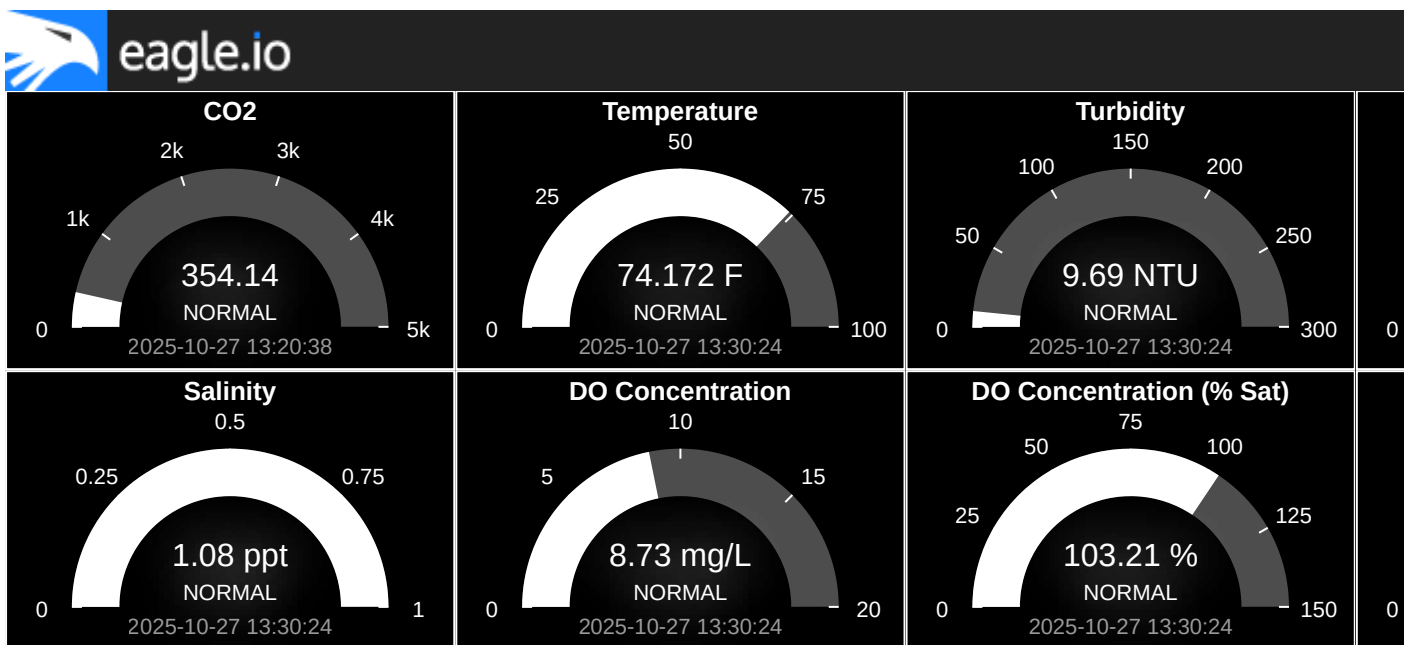 eagle.io
CO2
2k
3k
1k
4k
354.14
NORMAL
0
5k
2025-10-27 13:20:38
Temperature
50
25
75
74.172 F
NORMAL
0
100
2025-10-27 13:30:24
Turbidity
150
100
200
50
250
9.69 NTU
NORMAL
0
300
2025-10-27 13:30:24
0
Salinity
0.5
0.25
0.75
1.08 ppt
NORMAL
0
1
2025-10-27 13:30:24
DO Concentration
10
5
15
8.73 mg/L
NORMAL
0
20
2025-10-27 13:30:24
DO Concentration (% Sat)
75
50
100
25
125
103.21 %
NORMAL
0
150
2025-10-27 13:30:24
0